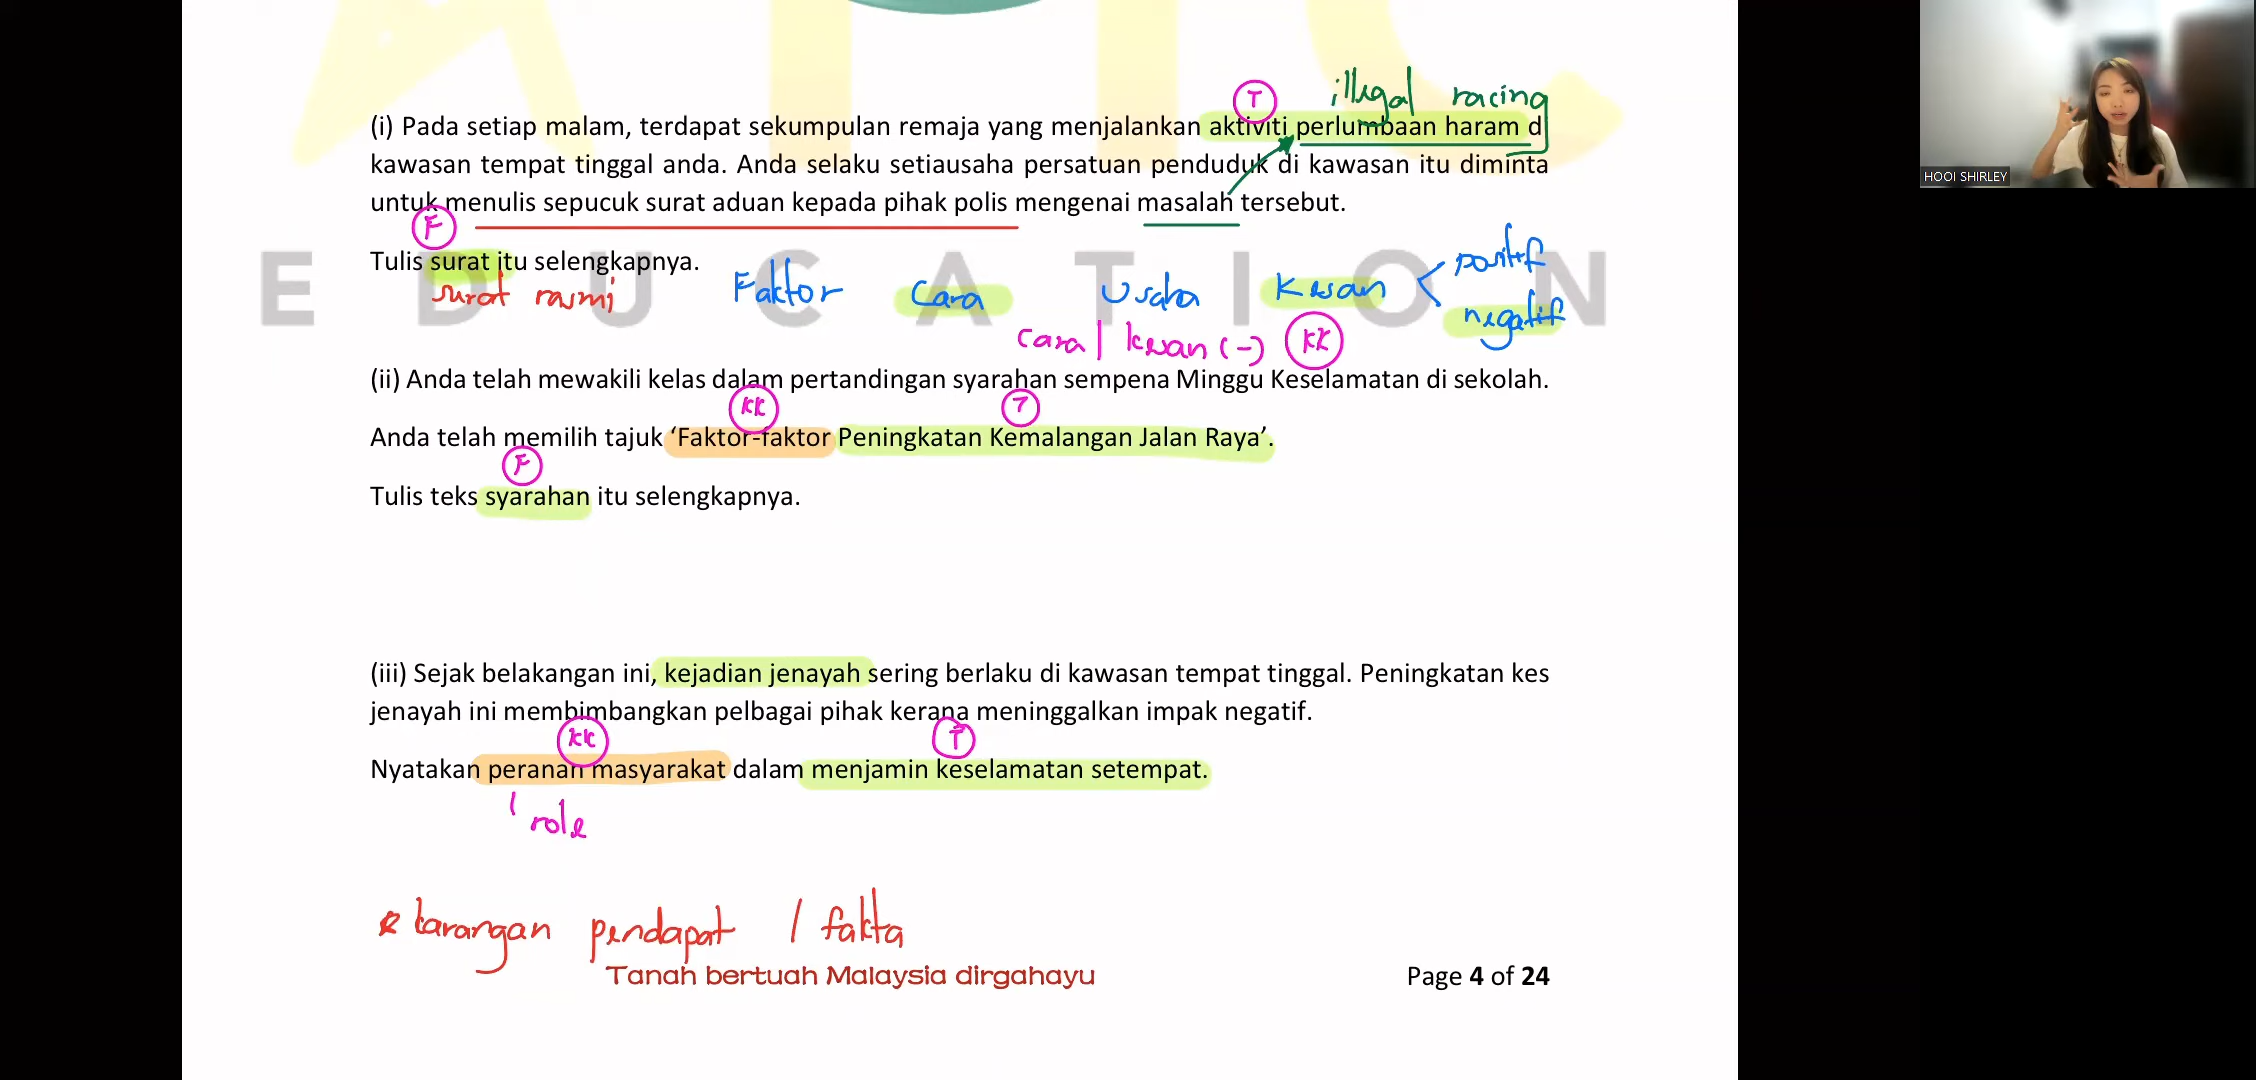 illegal racing
T
(i) Pada setiap malam, terdapat sekumpulan remaja yang menjalankan aktiviti perlumbaan haram d
kawasan tempat tinggal anda. Anda selaku setiausaha persatuan penduduk di kawasan itu diminta
untuk menulis sepucuk surat aduan kepada pihak polis mengenai masalah tersebut.
F
Tulis surat itu selengkapnya.
surat rasmi
Faktor Cara Usaha Kesan < positif
negatif
EDUCATION
cara / kesan (-) KK
(ii) Anda telah mewakili kelas dalam pertandingan syarahan sempena Minggu Keselamatan di sekolah.
KK T
Anda telah memilih tajuk ‘Faktor-faktor Peningkatan Kemalangan Jalan Raya’.
F
Tulis teks syarahan itu selengkapnya.
(iii) Sejak belakangan ini, kejadian jenayah sering berlaku di kawasan tempat tinggal. Peningkatan kes
jenayah ini membimbangkan pelbagai pihak kerana meninggalkan impak negatif.
KK T
Nyatakan peranan masyarakat dalam menjamin keselamatan setempat.
role
* karangan pendapat / fakta
Tanah bertuah Malaysia dirgahayu
Page 4 of 24
HOOI SHIRLEY